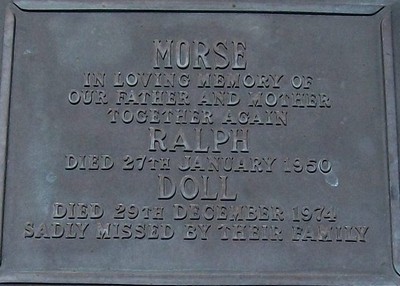 MORSE
IN LOVING MEMORY OF
OUR FATHER AND MOTHER
TOGETHER AGAIN
RALPH
DIED 27TH JANUARY 1950
DOLL
DIED 29TH DECEMBER 1974
SADLY MISSED BY THEIR FAMILY